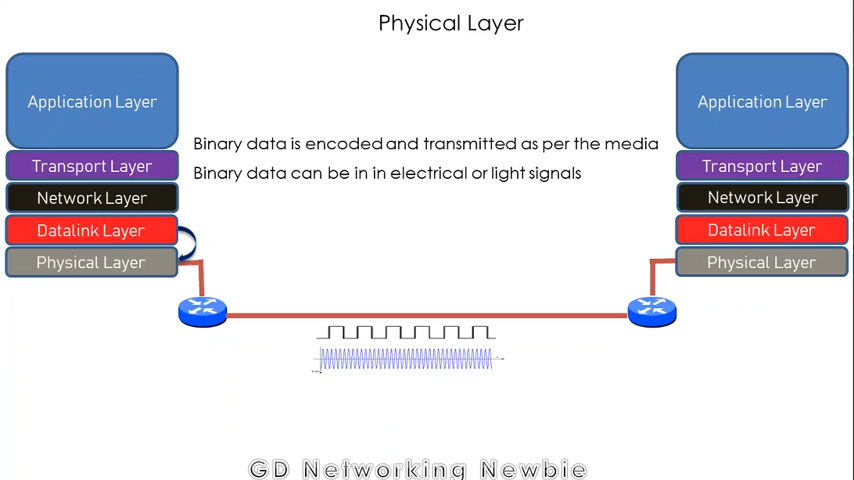 Physical Layer
Application Layer
Application Layer
Binary data is encoded and transmitted as per the media
Transport Layer
Binary data can be in in electrical or light signals
Transport Layer
Network Layer
Network Layer
Datalink Layer
Datalink Layer
Physical Layer
Physical Layer
GD Networking Newbie